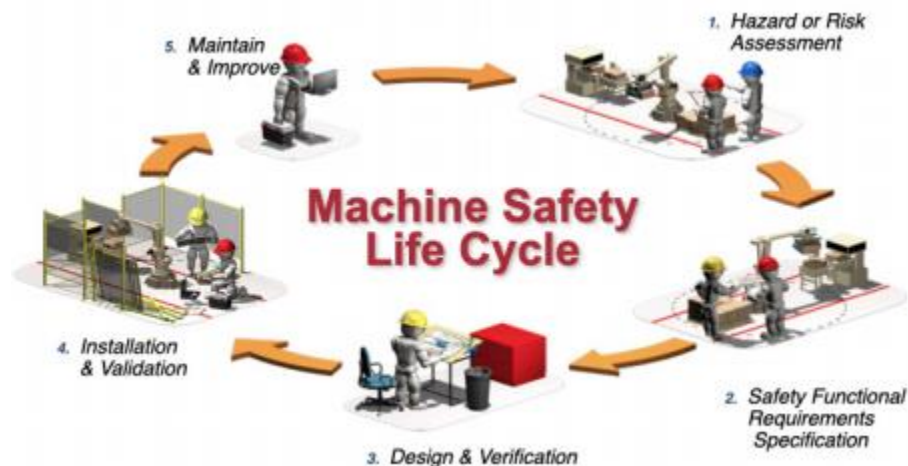 Machine Safety
Life Cycle
1. Hazard or Risk
Assessment
2. Safety Functional
Requirements
Specification
3. Design & Verification
4. Installation
& Validation
5. Maintain
& Improve